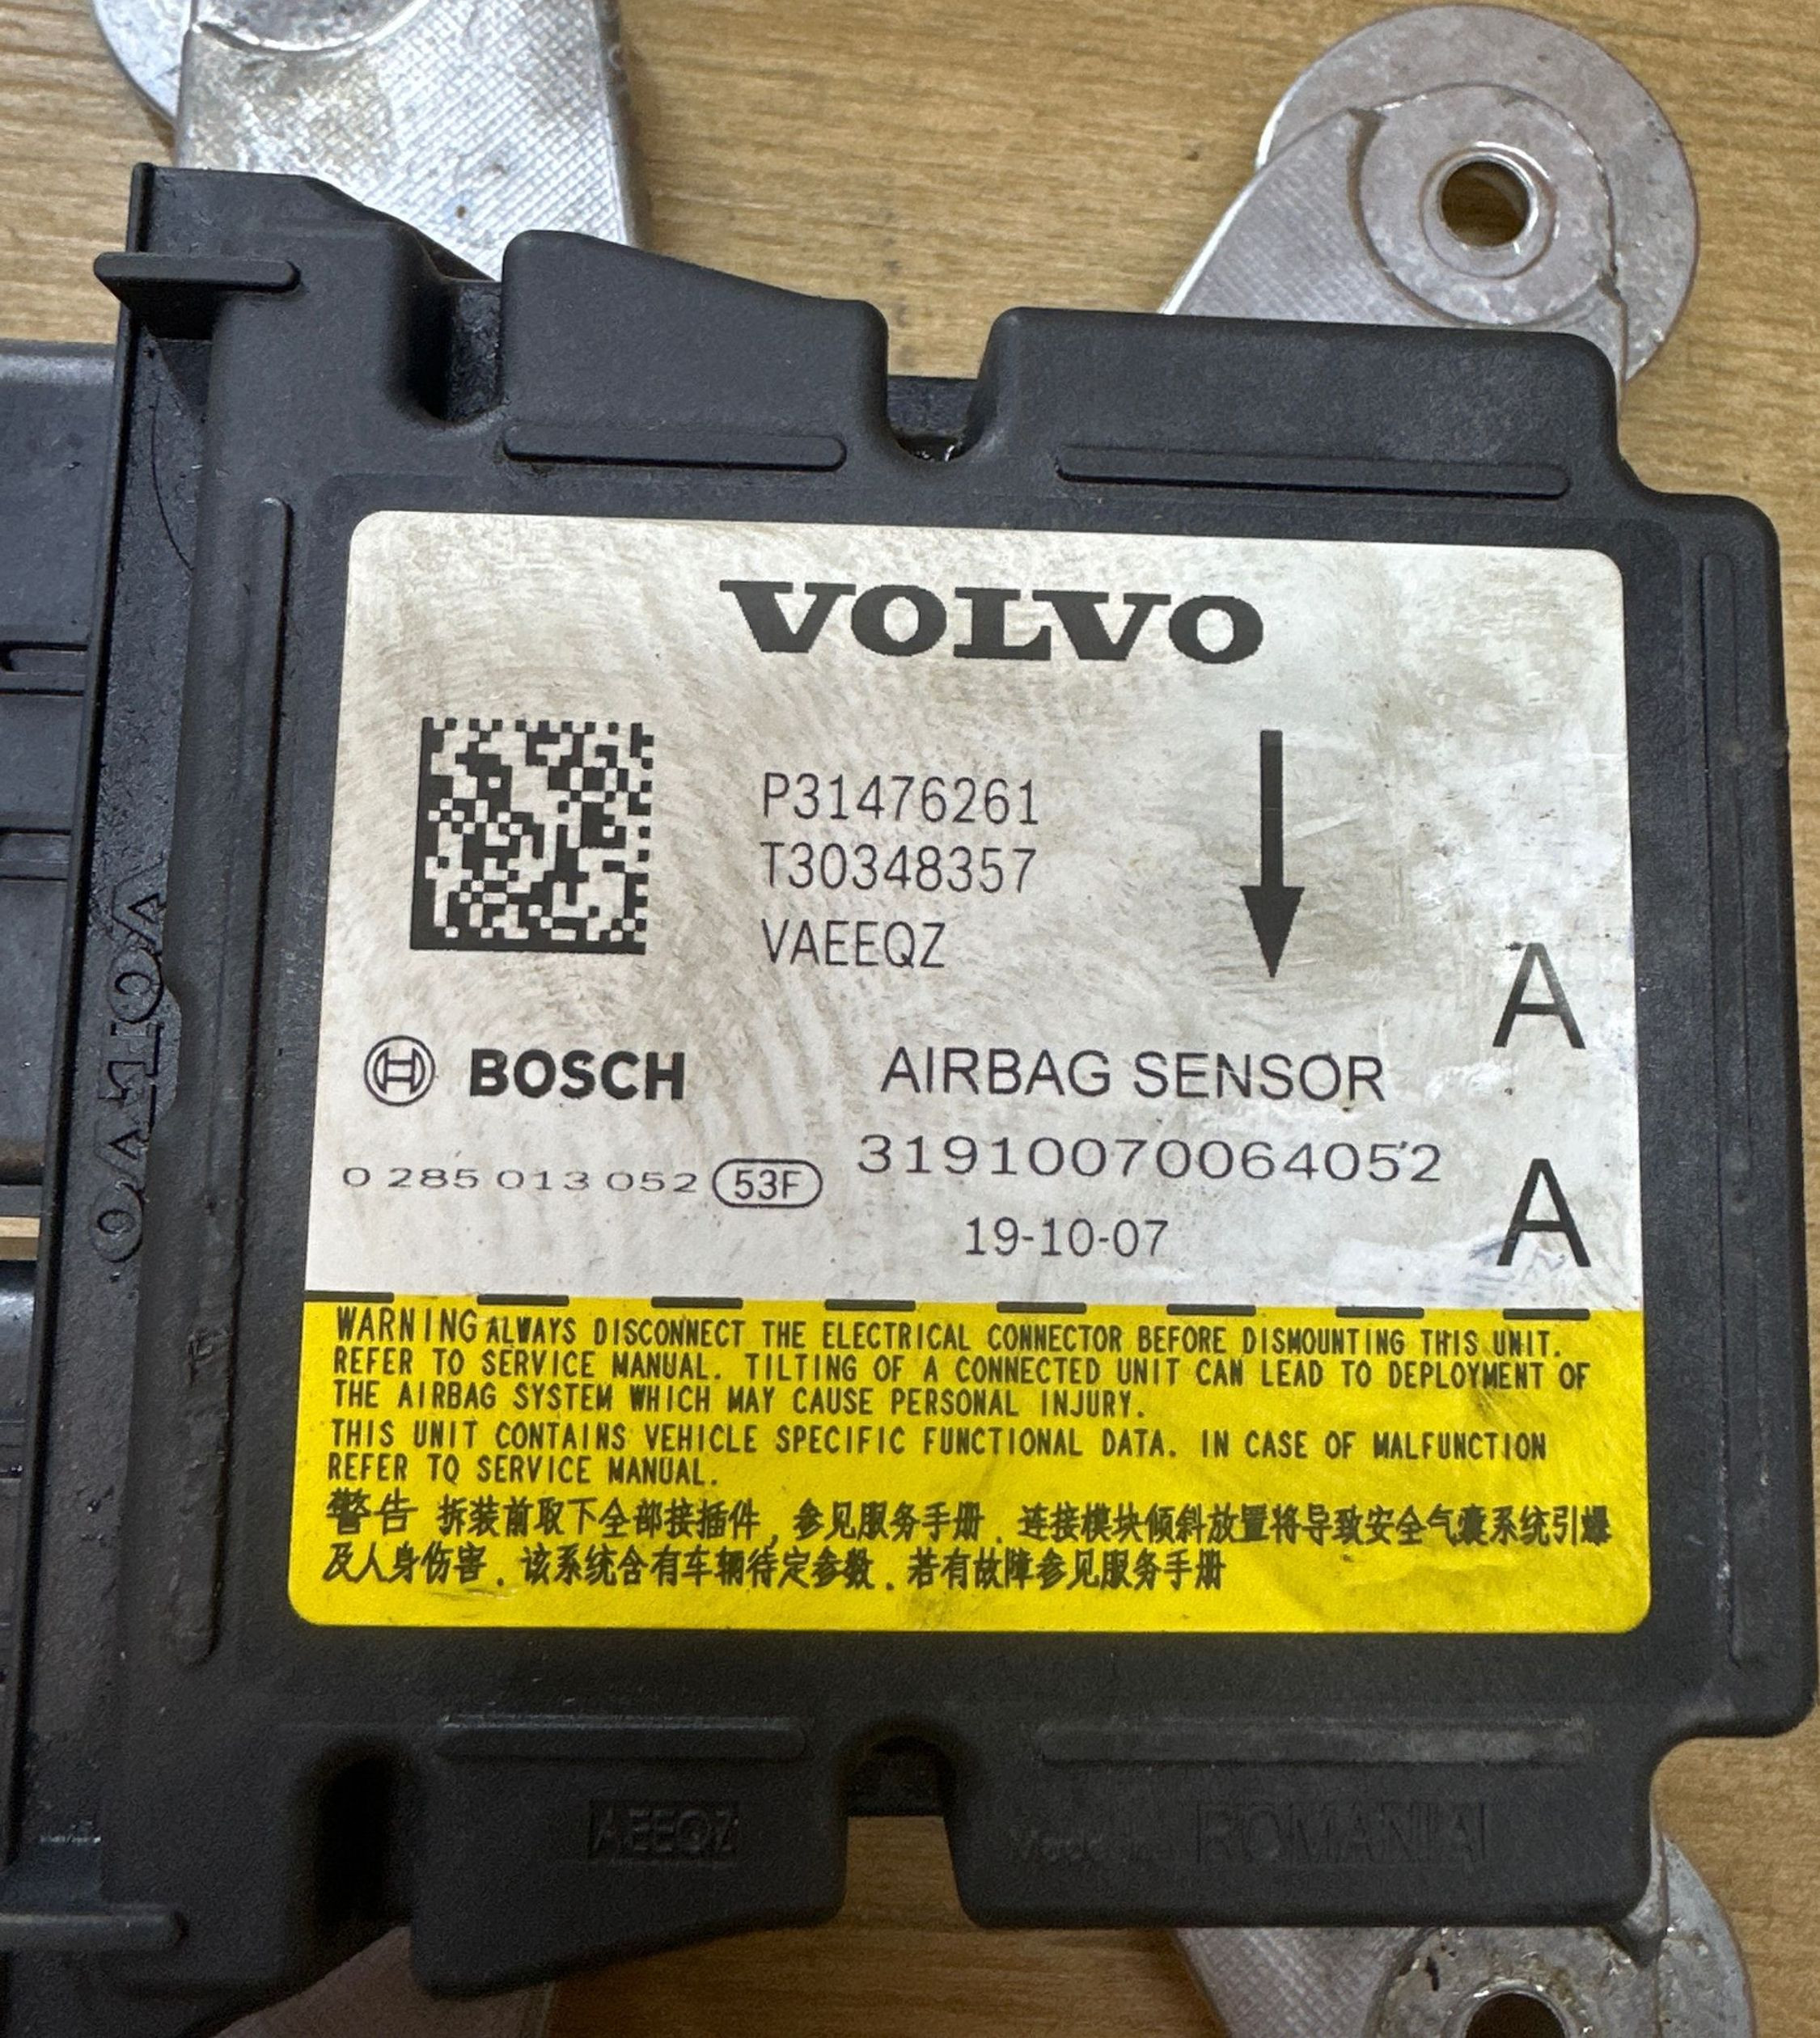 VOLVO
P31476261
T30348357
VAEEQZ
A
BOSCH
AIRBAG SENSOR
0 285 013 052 53F
31910070064052
A
19-10-07
WARNING ALWAYS DISCONNECT THE ELECTRICAL CONNECTOR BEFORE DISMOUNTING THIS UNIT.
REFER TO SERVICE MANUAL. TILTING OF A CONNECTED UNIT CAN LEAD TO DEPLOYMENT OF
THE AIRBAG SYSTEM WHICH MAY CAUSE PERSONAL INJURY.
THIS UNIT CONTAINS VEHICLE SPECIFIC FUNCTIONAL DATA. IN CASE OF MALFUNCTION
REFER TO SERVICE MANUAL.
警告 拆装前取下全部接插件, 参见服务手册. 连接模块倾斜放置将导致安全气囊系统引爆
及人身伤害. 该系统含有车辆待定参数. 若有故障参见服务手册
AEEQZ
Made in ROMANIA